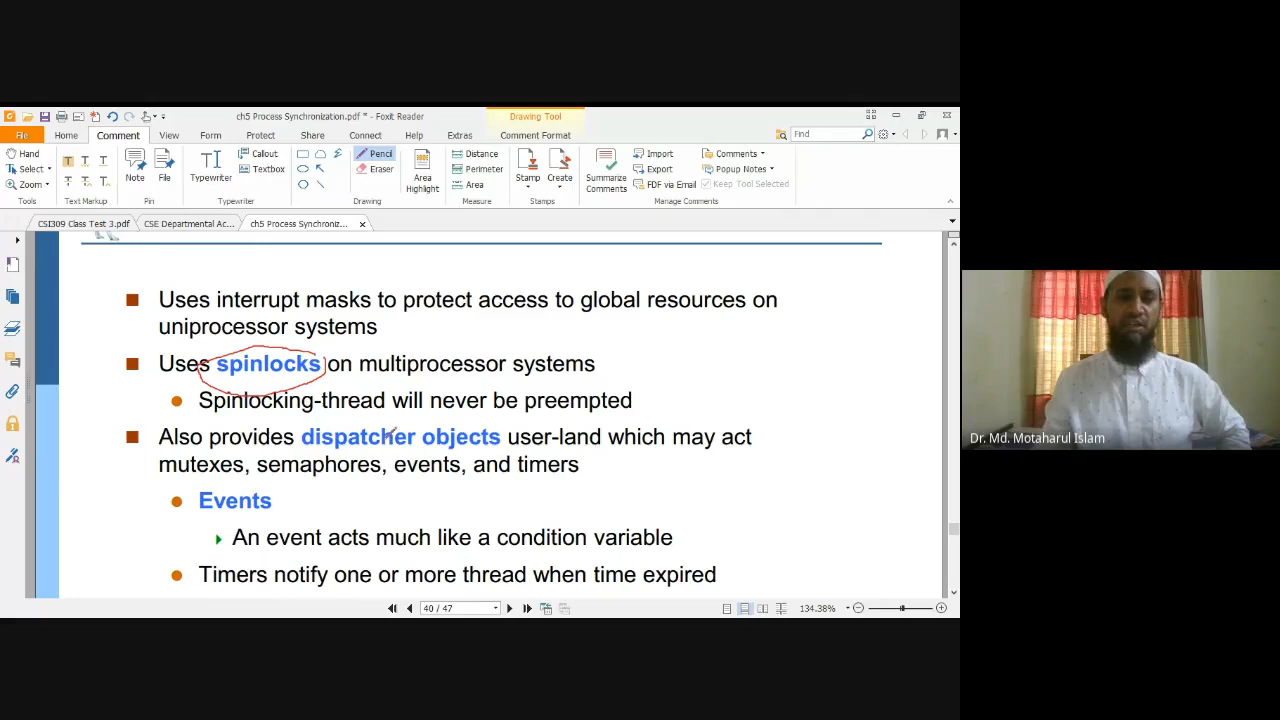 ch5 Process Synchronization.pdf * - Foxit Reader
Drawing Tool
File Home Comment View Form Protect Share Connect Help Extras Comment Format
Find
Hand
Select
Zoom
Tools
Text Markup
Note
File
Pin
Typewriter
Callout
Textbox
Typewriter
Pencil
Eraser
Drawing
Area Highlight
Distance
Perimeter
Area
Measure
Stamp
Create
Stamps
Summarize Comments
Import
Export
FDF via Email
Comments
Popup Notes
Keep Tool Selected
Manage Comments
CSI309 Class Test 3.pdf
CSE Departmental Ac...
ch5 Process Synchroniz...
Uses interrupt masks to protect access to global resources on
uniprocessor systems
Uses spinlocks on multiprocessor systems
Spinlocking-thread will never be preempted
Also provides dispatcher objects user-land which may act
mutexes, semaphores, events, and timers
Events
An event acts much like a condition variable
Timers notify one or more thread when time expired
40 / 47
134.38%
Dr. Md. Motaharul Islam